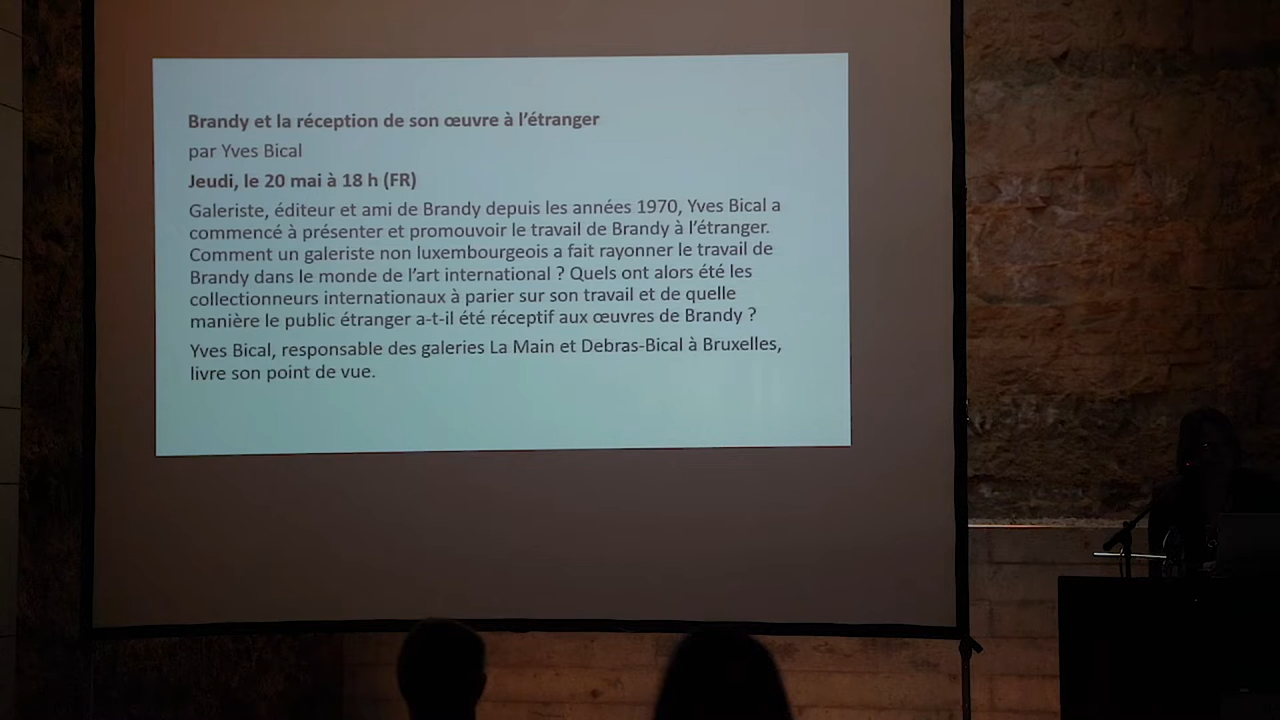 Brandy et la réception de son œuvre à l’étranger
par Yves Bical
Jeudi, le 20 mai à 18 h (FR)
Galeriste, éditeur et ami de Brandy depuis les années 1970, Yves Bical a
commencé à présenter et promouvoir le travail de Brandy à l’étranger.
Comment un galeriste non luxembourgeois a fait rayonner le travail de
Brandy dans le monde de l’art international ? Quels ont alors été les
collectionneurs internationaux à parier sur son travail et de quelle
manière le public étranger a-t-il été réceptif aux œuvres de Brandy ?
Yves Bical, responsable des galeries La Main et Debras-Bical à Bruxelles,
livre son point de vue.